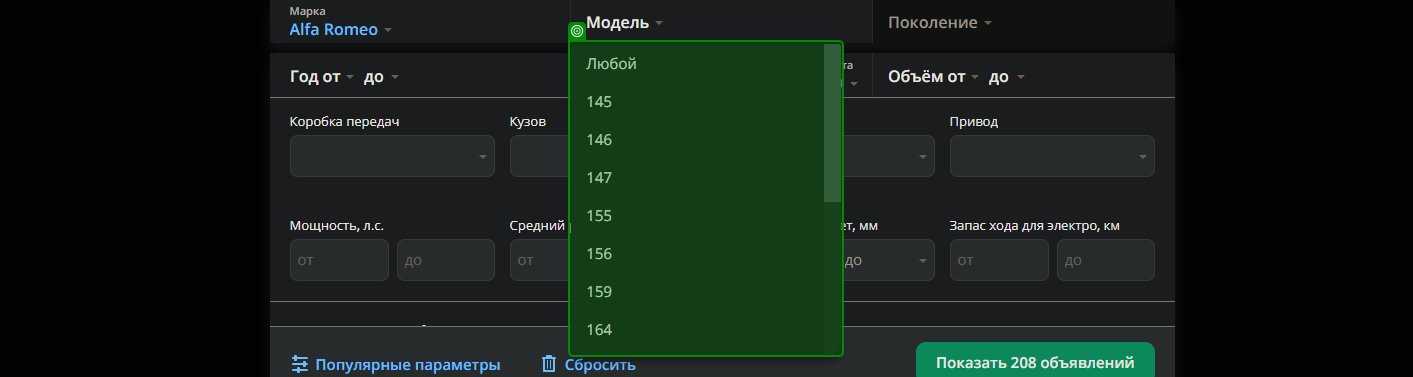 Марка
Alfa Romeo
Модель
Поколение
Год от до
Объём от до
Коробка передач
Кузов
Привод
Любой
145
146
147
155
156
159
164
Мощность, л.с.
Средний
мм
Запас хода для электро, км
от
до
от
до
от
до
Популярные параметры
Сбросить
Показать 208 объявлений